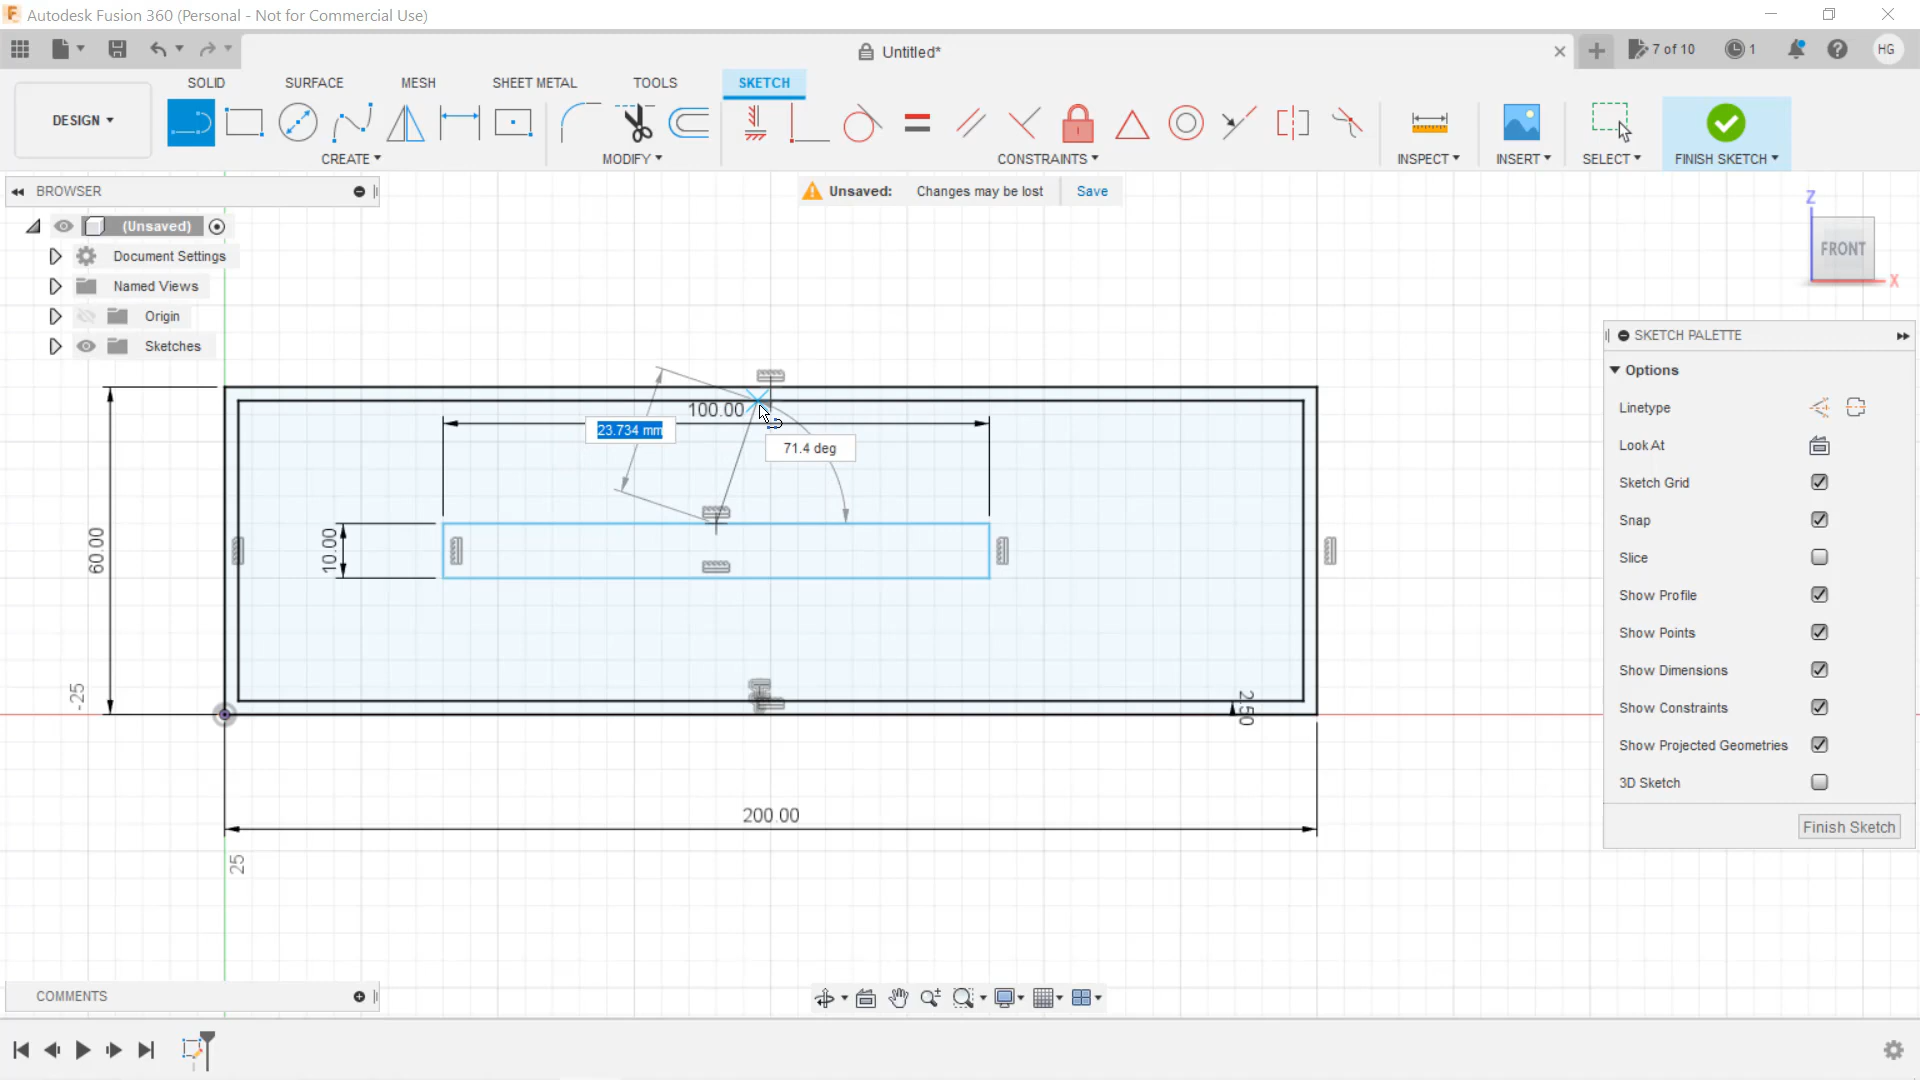 Autodesk Fusion 360 (Personal - Not for Commercial Use)
Untitled*
7 of 10
1
HG
DESIGN
SOLID
SURFACE
MESH
SHEET METAL
TOOLS
SKETCH
CREATE
MODIFY
CONSTRAINTS
INSPECT
INSERT
SELECT
FINISH SKETCH
BROWSER
Unsaved: Changes may be lost Save
(Unsaved)
Document Settings
Named Views
Origin
Sketches
Z
FRONT
X
SKETCH PALETTE
Options
Linetype
Look At
Sketch Grid
Snap
Slice
Show Profile
Show Points
Show Dimensions
Show Constraints
Show Projected Geometries
3D Sketch
Finish Sketch
100.00
23.734 mm
71.4 deg
60.00
10.00
-25
2.50
200.00
25
COMMENTS